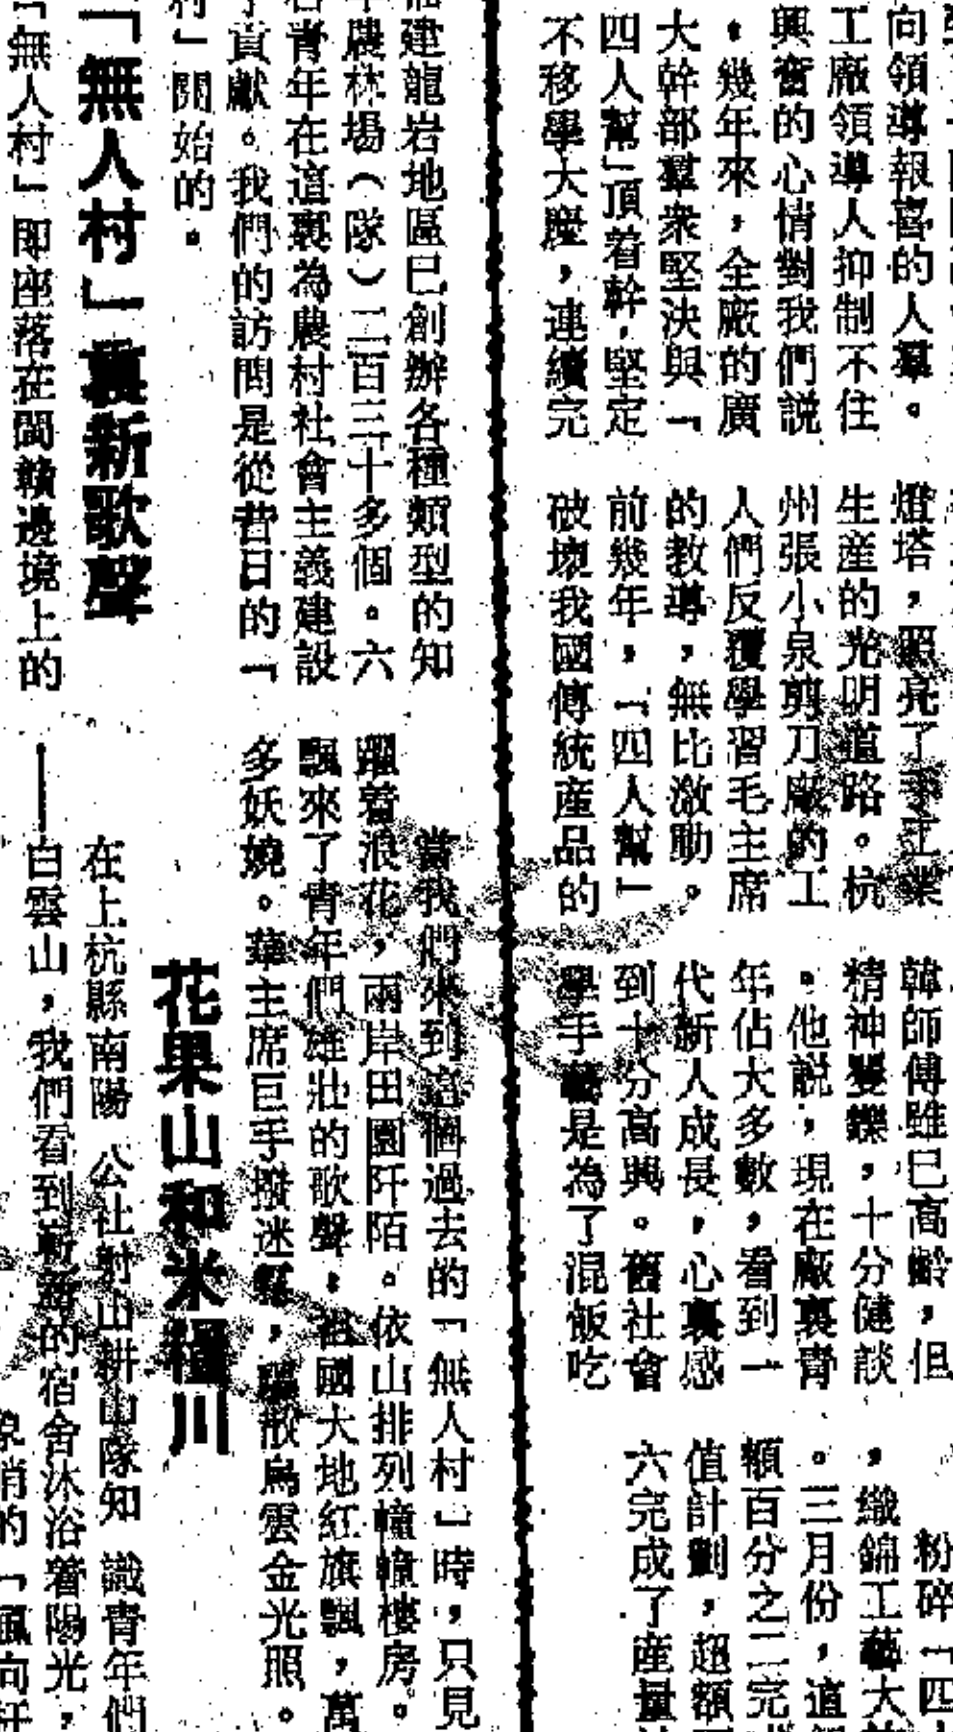 向領導報喜的人羣。
工廠領導人抑制不住
興奮的心情對我們説
，幾年來，全廠的廣
大幹部羣衆堅決與「
四人幫」頂着幹，堅定
不移學大慶，連續完
燈塔，照亮了手工業
生産的光明道路。杭
州張小泉剪刀廠的工
人們反覆學習毛主席
的教導，無比激動。
前幾年，「四人幫」
破壞我國傳統産品的
韓師傅雖已高齡，但
精神矍鑠，十分健談
。他説，現在廠裏青
年佔大多數，看到一
代新人成長，心裏感
到十分高興。舊社會
學手藝是為了混飯吃
粉碎「四
，織錦工藝大
。三月份，這
額百分之二完
值計劃，超額
六完成了産量
建龍岩地區已創辦各種類型的知
農林場（隊）二百三十多個。六
青年在這裏為農村社會主義建設
貢獻。我們的訪問是從昔日的「
村」開始的。
「無人村」裏新歌聲
「無人村」即座落在閩贛邊境上的
當我們來到這個過去的「無人村」時，只見
躍着浪花，兩岸田園阡陌。依山排列幢幢樓房。
飄來了青年們雄壯的歌聲：祖國大地紅旗飄，萬
多妖嬈。華主席巨手撥迷霧，驅散烏雲金光照。
花果山和米糧川
在上杭縣南陽公社射山耕山隊知識青年們
——白雲山，我們看到嶄新的宿舍沐浴着陽光，
的「風向